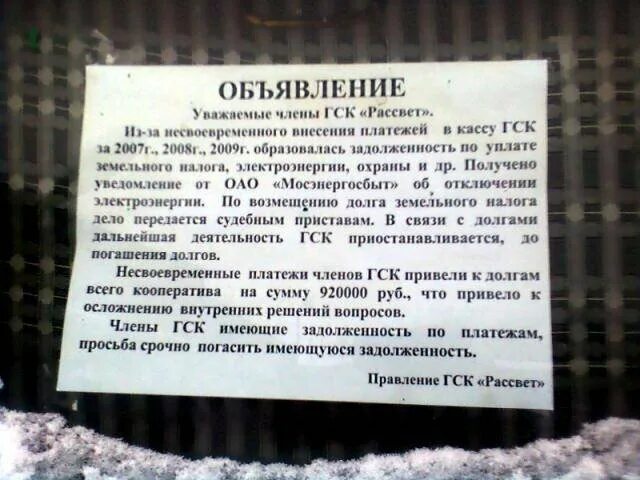 ОБЪЯВЛЕНИЕ
Уважаемые члены ГСК «Рассвет».
Из-за несвоевременного внесения платежей в кассу ГСК
за 2007г., 2008г., 2009г. образовалась задолженность по уплате
земельного налога, электроэнергии, охраны и др. Получено
уведомление от ОАО «Мосэнергосбыт» об отключении
электроэнергии. По возмещению долга земельного налога
дело передается судебным приставам. В связи с долгами
дальнейшая деятельность ГСК приостанавливается, до
погашения долгов.
Несвоевременные платежи членов ГСК привели к долгам
всего кооператива на сумму 920000 руб., что привело к
осложнению внутренних решений вопросов.
Члены ГСК имеющие задолженность по платежам,
просьба срочно погасить имеющуюся задолженность.
Правление ГСК «Рассвет»